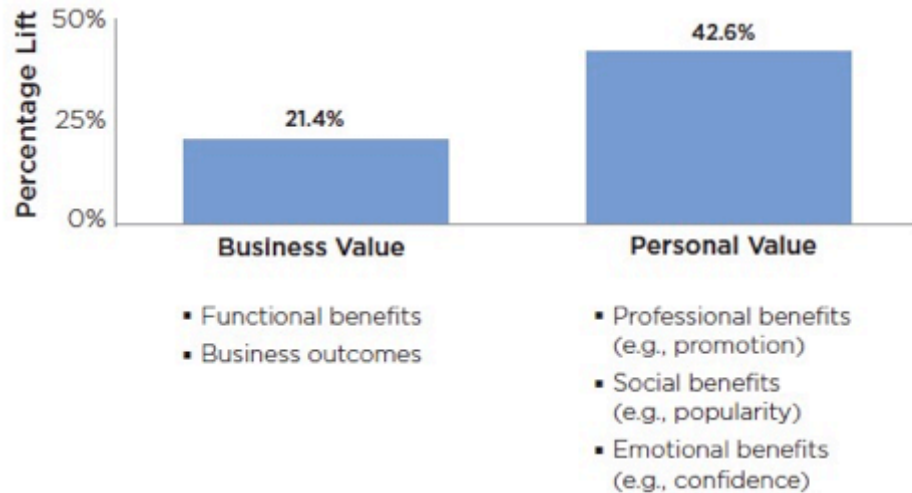 Percentage Lift
50%
25%
0%
21.4%
42.6%
Business Value
Personal Value
▪ Functional benefits
▪ Business outcomes
▪ Professional benefits
(e.g., promotion)
▪ Social benefits
(e.g., popularity)
▪ Emotional benefits
(e.g., confidence)